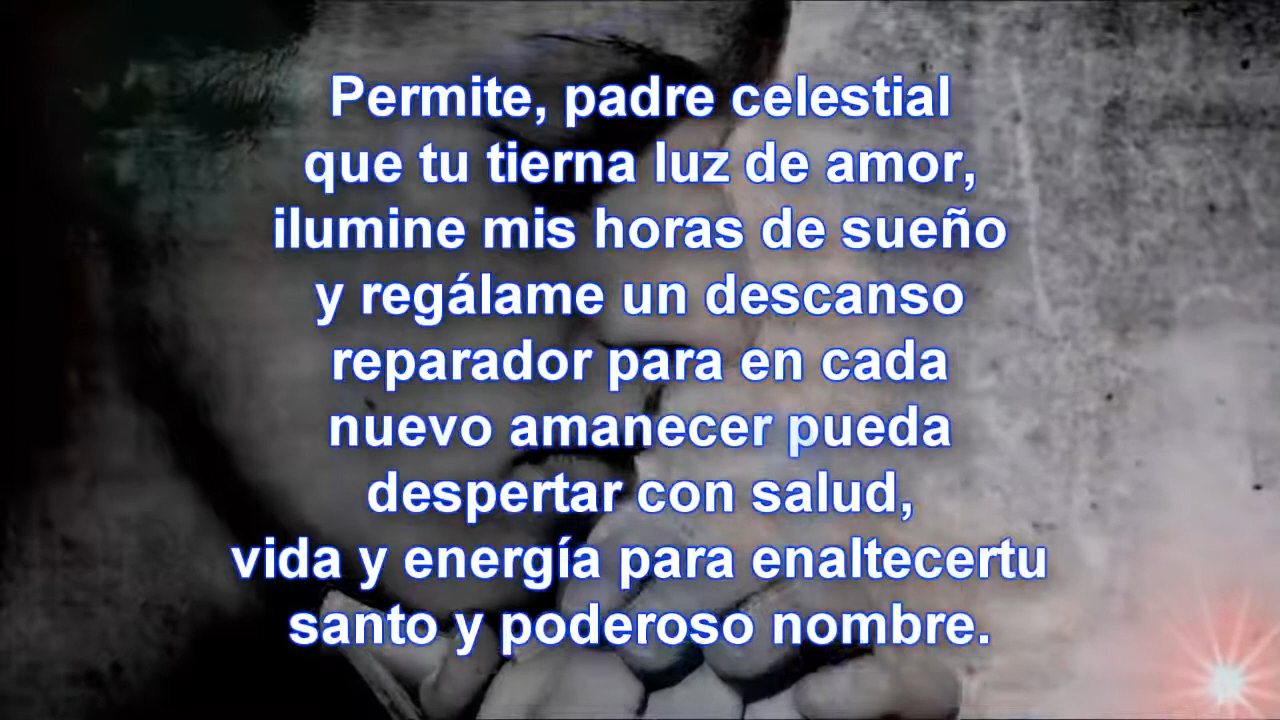 Permite, padre celestial
que tu tierna luz de amor,
ilumine mis horas de sueño
y regálame un descanso
reparador para en cada
nuevo amanecer pueda
despertar con salud,
vida y energía para enaltecertu
santo y poderoso nombre.